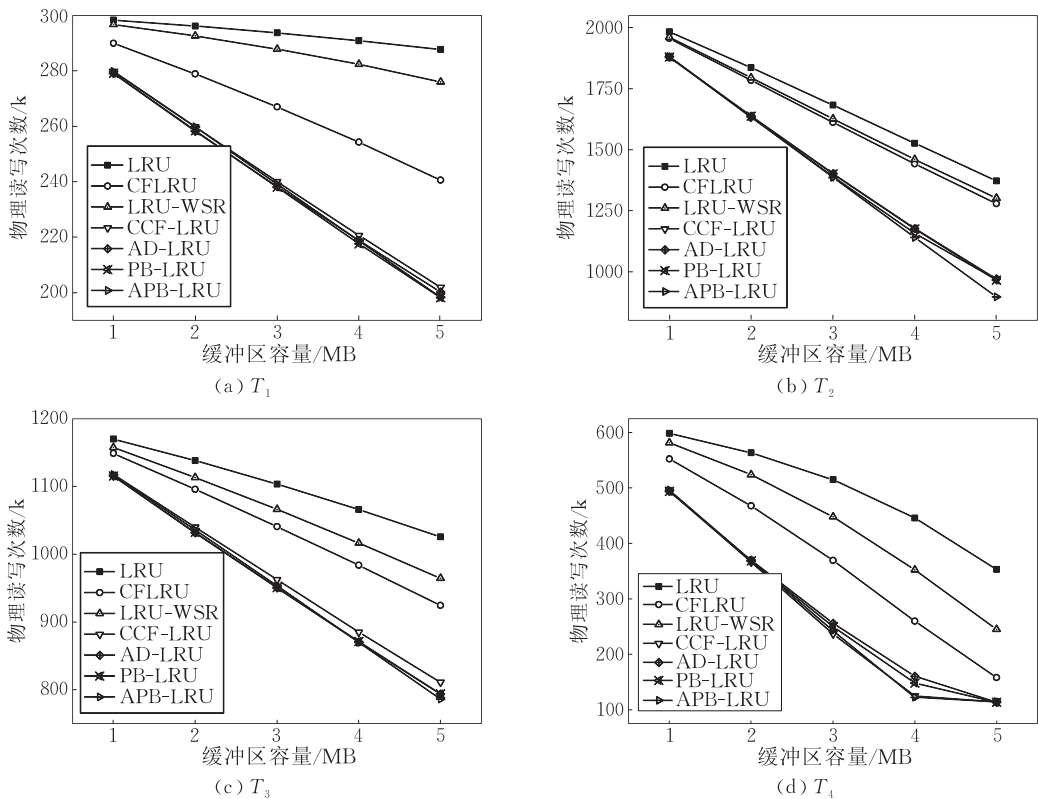 物理读写次数/k
300
280
260
240
220
200
LRU
CFLRU
LRU-WSR
CCF-LRU
AD-LRU
PB-LRU
APB-LRU
1 2 3 4 5
缓冲区容量/MB
(a) T1
物理读写次数/k
2000
1750
1500
1250
1000
LRU
CFLRU
LRU-WSR
CCF-LRU
AD-LRU
PB-LRU
APB-LRU
1 2 3 4 5
缓冲区容量/MB
(b) T2
物理读写次数/k
1200
1100
1000
900
800
LRU
CFLRU
LRU-WSR
CCF-LRU
AD-LRU
PB-LRU
APB-LRU
1 2 3 4 5
缓冲区容量/MB
(c) T3
物理读写次数/k
600
500
400
300
200
100
LRU
CFLRU
LRU-WSR
CCF-LRU
AD-LRU
PB-LRU
APB-LRU
1 2 3 4 5
缓冲区容量/MB
(d) T4